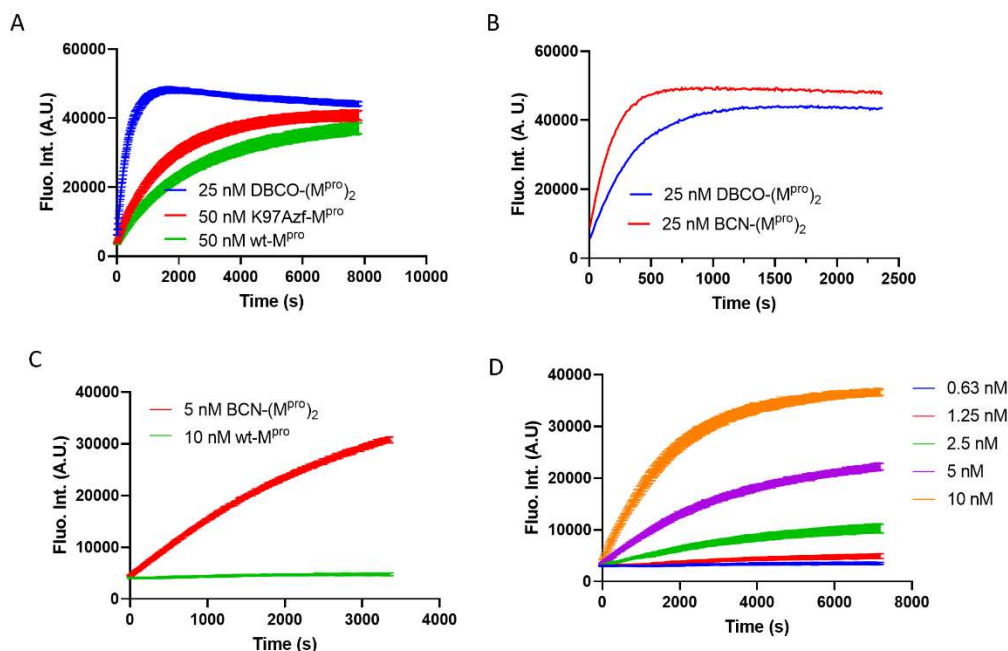 A
Fluo. Int. (A.U.)
60000
40000
20000
0
25 nM DBCO-(Mᵖʳᵒ)₂
50 nM K97Azf-Mᵖʳᵒ
50 nM wt-Mᵖʳᵒ
0 2000 4000 6000 8000 10000
Time (s)
B
Fluo. Int. (A. U.)
60000
40000
20000
0
25 nM DBCO-(Mᵖʳᵒ)₂
25 nM BCN-(Mᵖʳᵒ)₂
0 500 1000 1500 2000 2500
Time (s)
C
Fluo. Int. (A.U.)
40000
30000
20000
10000
0
5 nM BCN-(Mᵖʳᵒ)₂
10 nM wt-Mᵖʳᵒ
0 1000 2000 3000 4000
Time (s)
D
Fluo. Int. (A.U)
40000
30000
20000
10000
0
0 2000 4000 6000 8000
Time (s)
0.63 nM
1.25 nM
2.5 nM
5 nM
10 nM